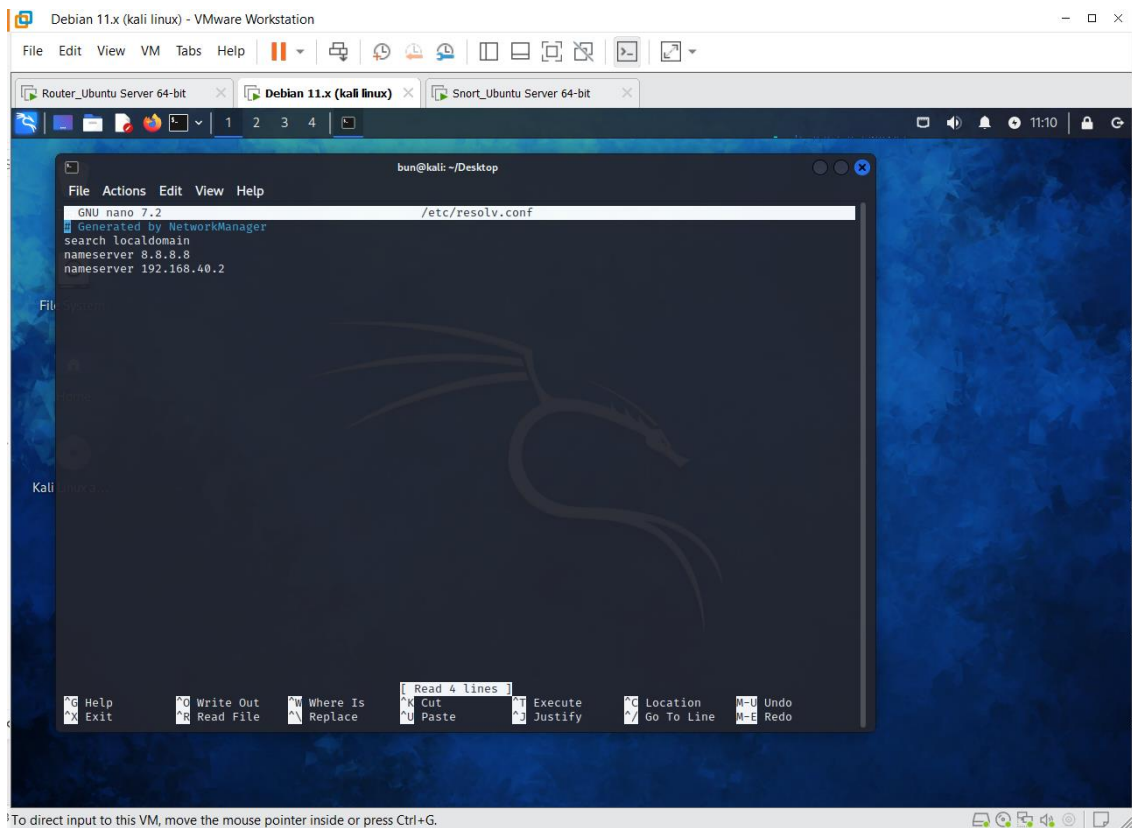 Debian 11.x (kali linux) - VMware Workstation
File Edit View VM Tabs Help
Router_Ubuntu Server 64-bit
Debian 11.x (kali linux)
Snort_Ubuntu Server 64-bit
1 2 3 4
11:10
bun@kali: ~/Desktop
File Actions Edit View Help
GNU nano 7.2 /etc/resolv.conf
# Generated by NetworkManager
search localdomain
nameserver 8.8.8.8
nameserver 192.168.40.2
File System
Home
Kali Linux a...
[ Read 4 lines ]
^G Help ^O Write Out ^W Where Is ^K Cut ^T Execute ^C Location M-U Undo
^X Exit ^R Read File ^\ Replace ^U Paste ^J Justify ^/ Go To Line M-E Redo
To direct input to this VM, move the mouse pointer inside or press Ctrl+G.